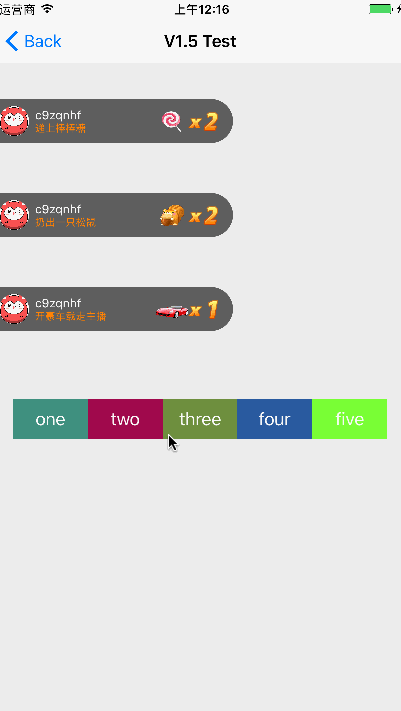 运营商 上午12:16
Back V1.5 Test
c9zqnhf
递上棒棒糖
x 2
c9zqnhf
扔出一只松鼠
x 2
c9zqnhf
开豪车载走主播
x 1
one two three four five